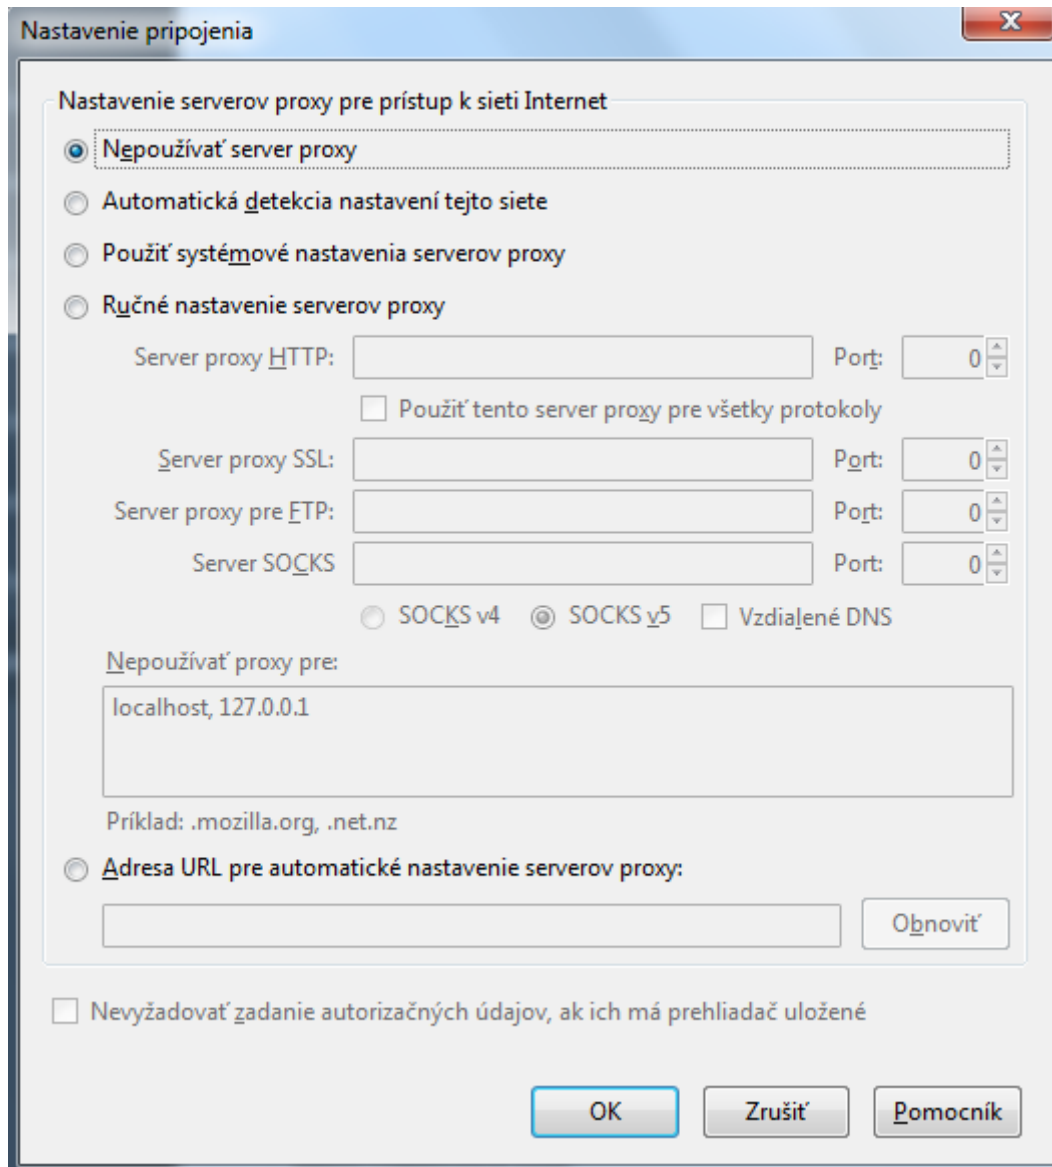 Nastavenie pripojenia
Nastavenie serverov proxy pre prístup k sieti Internet
Nepoužívať server proxy
Automatická detekcia nastavení tejto siete
Použiť systémové nastavenia serverov proxy
Ručné nastavenie serverov proxy
Server proxy HTTP: Port: 0
Použiť tento server proxy pre všetky protokoly
Server proxy SSL: Port: 0
Server proxy pre FTP: Port: 0
Server SOCKS Port: 0
SOCKS v4 SOCKS v5 Vzdialené DNS
Nepoužívať proxy pre:
localhost, 127.0.0.1
Príklad: .mozilla.org, .net.nz
Adresa URL pre automatické nastavenie serverov proxy:
Obnoviť
Nevyžadovať zadanie autorizačných údajov, ak ich má prehliadač uložené
OK Zrušiť Pomocník